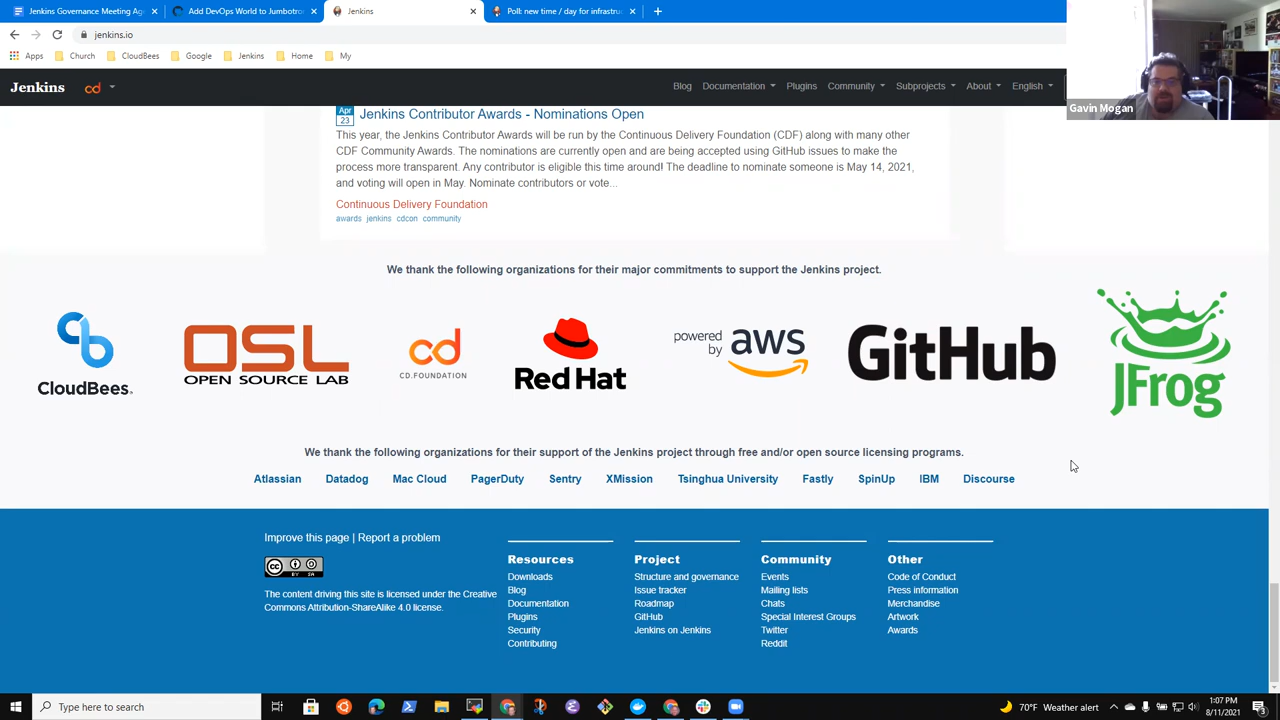 Jenkins Governance Meeting Ag
Add DevOps World to Jumbotro
Jenkins
Poll: new time / day for infrastru
jenkins.io
Apps
Church
CloudBees
Google
Jenkins
Home
My
Jenkins
cd
Blog
Documentation
Plugins
Community
Subprojects
About
English
Gavin Mogan
Apr
23
Jenkins Contributor Awards - Nominations Open
This year, the Jenkins Contributor Awards will be run by the Continuous Delivery Foundation (CDF) along with many other
CDF Community Awards. The nominations are currently open and are being accepted using GitHub issues to make the
process more transparent. Any contributor is eligible this time around! The deadline to nominate someone is May 14, 2021,
and voting will open in May. Nominate contributors or vote...
Continuous Delivery Foundation
awards jenkins cdcon community
We thank the following organizations for their major commitments to support the Jenkins project.
CloudBees.
OSL
OPEN SOURCE LAB
cd
CD.FOUNDATION
Red Hat
powered
by
aws
GitHub
JFrog
We thank the following organizations for their support of the Jenkins project through free and/or open source licensing programs.
Atlassian Datadog Mac Cloud PagerDuty Sentry XMission Tsinghua University Fastly SpinUp IBM Discourse
Improve this page | Report a problem
cc
BY SA
The content driving this site is licensed under the Creative
Commons Attribution-ShareAlike 4.0 license.
Resources
Downloads
Blog
Documentation
Plugins
Security
Contributing
Project
Structure and governance
Issue tracker
Roadmap
GitHub
Jenkins on Jenkins
Community
Events
Mailing lists
Chats
Special Interest Groups
Twitter
Reddit
Other
Code of Conduct
Press information
Merchandise
Artwork
Awards
Type here to search
70°F Weather alert
1:07 PM
8/11/2021
3